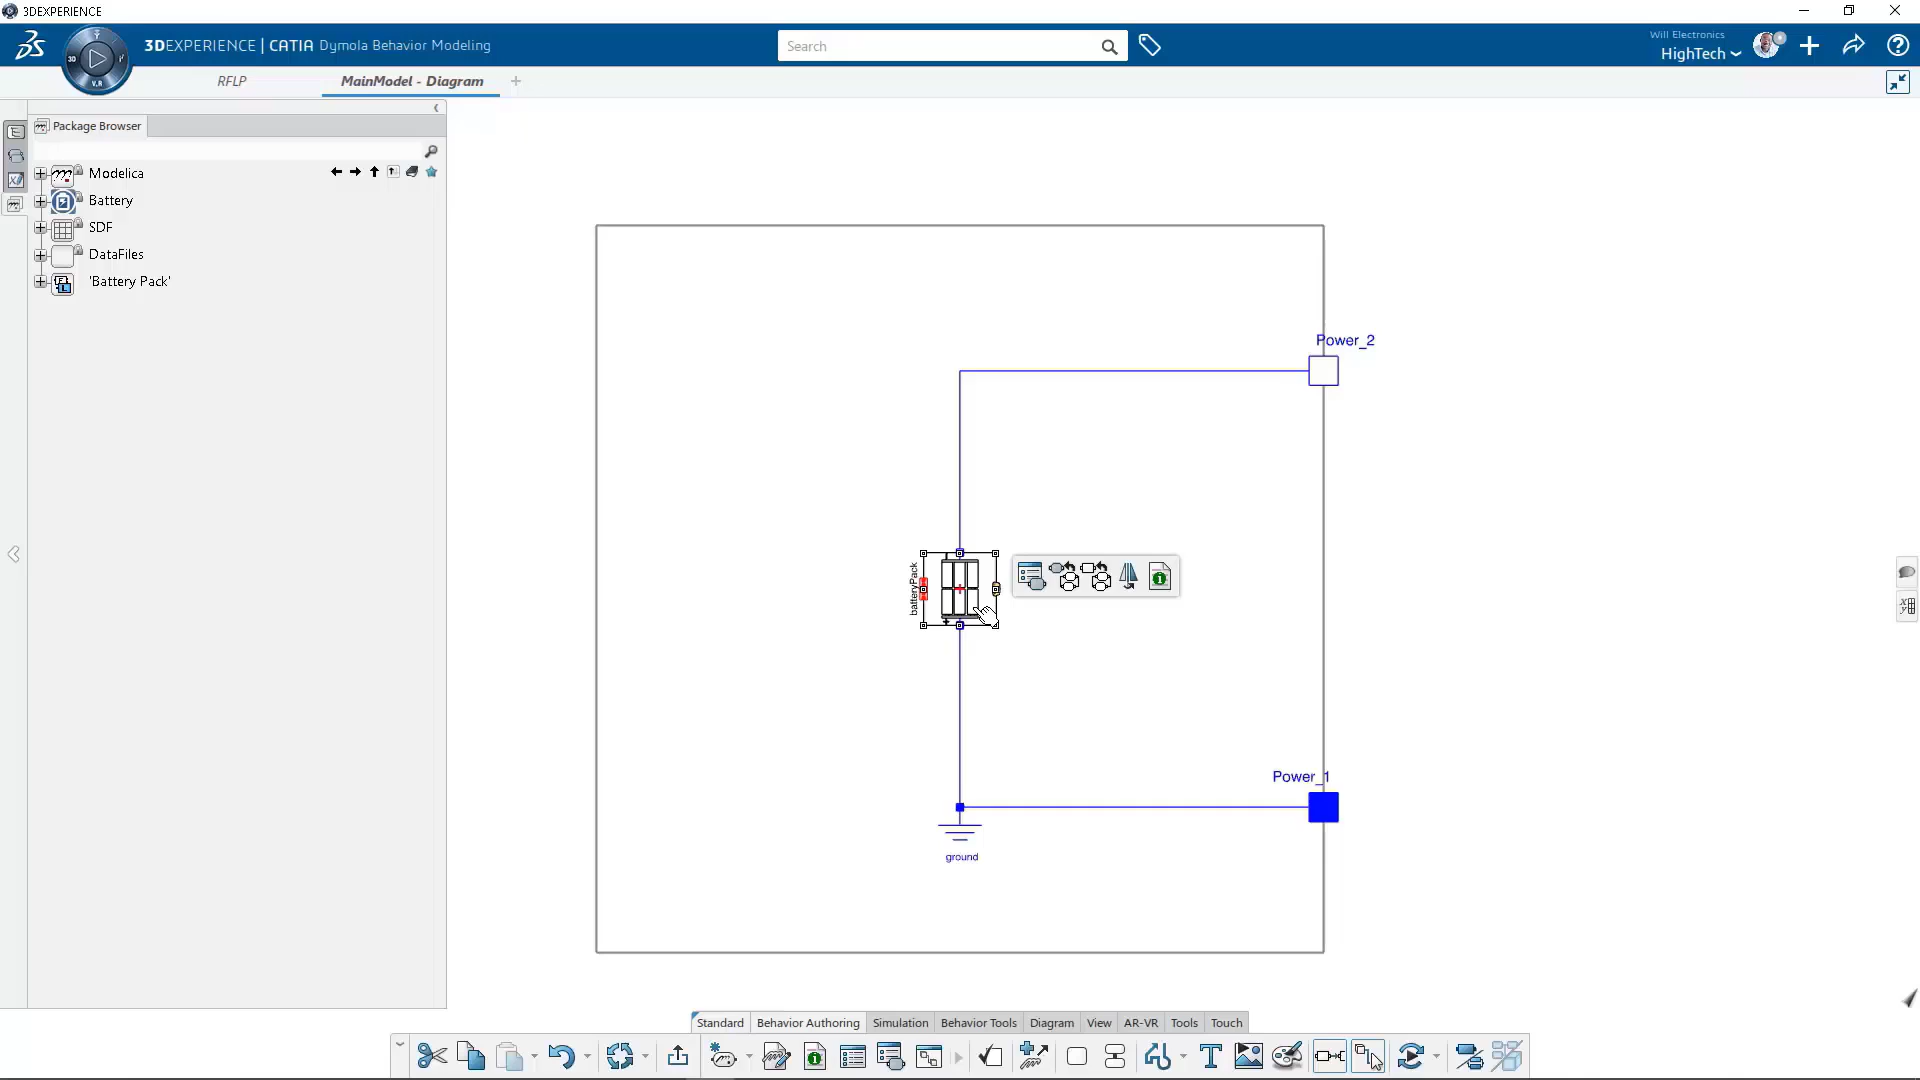 3DEXPERIENCE
3DEXPERIENCE | CATIA Dymola Behavior Modeling
Search
Will Electronics
HighTech
3D
V.R
RFLP
MainModel - Diagram
Package Browser
Modelica
Battery
SDF
DataFiles
'Battery Pack'
Power_2
batteryPack
Power_1
ground
Standard
Behavior Authoring
Simulation
Behavior Tools
Diagram
View
AR-VR
Tools
Touch